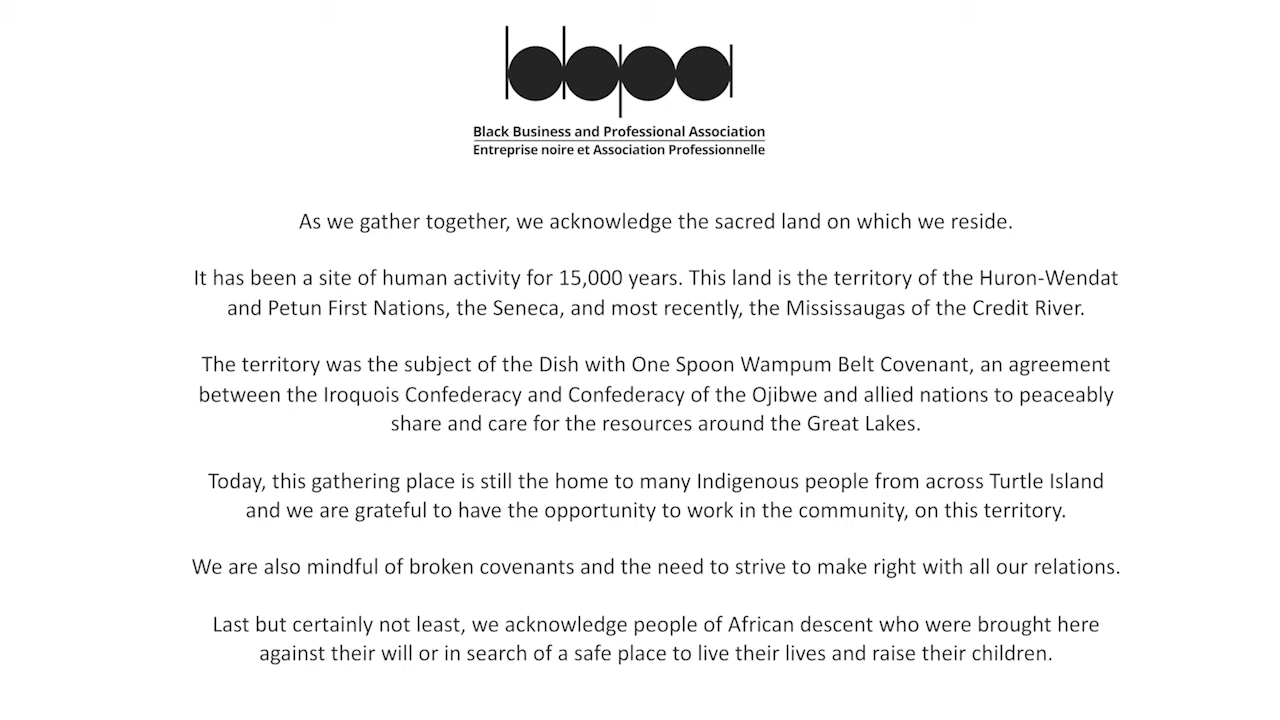 bbpa
Black Business and Professional Association
Entreprise noire et Association Professionnelle
As we gather together, we acknowledge the sacred land on which we reside.
It has been a site of human activity for 15,000 years. This land is the territory of the Huron-Wendat
and Petun First Nations, the Seneca, and most recently, the Mississaugas of the Credit River.
The territory was the subject of the Dish with One Spoon Wampum Belt Covenant, an agreement
between the Iroquois Confederacy and Confederacy of the Ojibwe and allied nations to peaceably
share and care for the resources around the Great Lakes.
Today, this gathering place is still the home to many Indigenous people from across Turtle Island
and we are grateful to have the opportunity to work in the community, on this territory.
We are also mindful of broken covenants and the need to strive to make right with all our relations.
Last but certainly not least, we acknowledge people of African descent who were brought here
against their will or in search of a safe place to live their lives and raise their children.